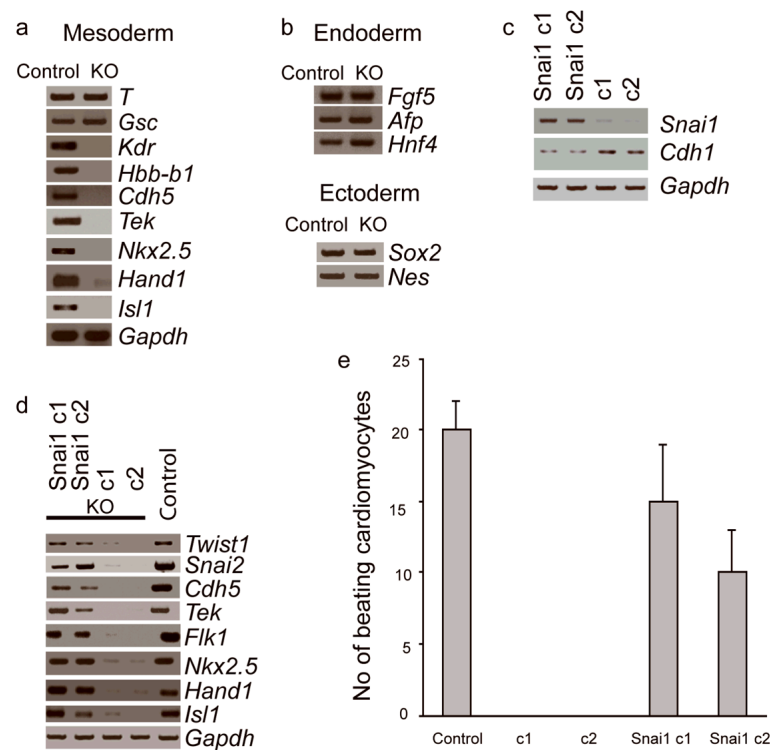 a
Mesoderm
Control KO
T
Gsc
Kdr
Hbb-b1
Cdh5
Tek
Nkx2.5
Hand1
Isl1
Gapdh
b
Endoderm
Control KO
Fgf5
Afp
Hnf4
Ectoderm
Control KO
Sox2
Nes
c
Snai1 c1
Snai1 c2
c1
c2
Snai1
Cdh1
Gapdh
d
Snai1 c1
Snai1 c2
c1
c2
Control
KO
Twist1
Snai2
Cdh5
Tek
Flk1
Nkx2.5
Hand1
Isl1
Gapdh
e
No of beating cardiomyocytes
25
20
15
10
5
0
Control c1 c2 Snai1 c1 Snai1 c2